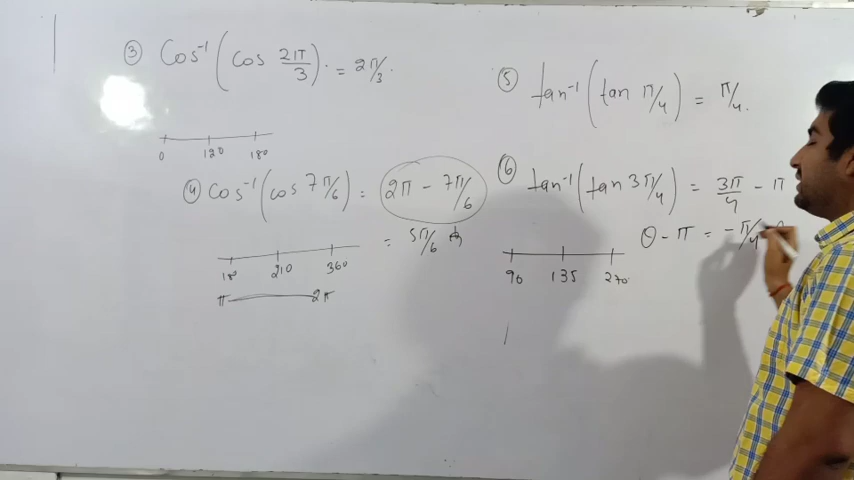 ③ Cos⁻¹(cos 2π/3) = 2π/3.
0 120 180
④ Cos⁻¹(cos 7π/6) = 2π - 7π/6
= 5π/6
180 210 360
π 2π
⑤ tan⁻¹(tan π/4) = π/4.
⑥ tan⁻¹(tan 3π/4) = 3π/4 - π
θ - π = -π/4
90 135 270